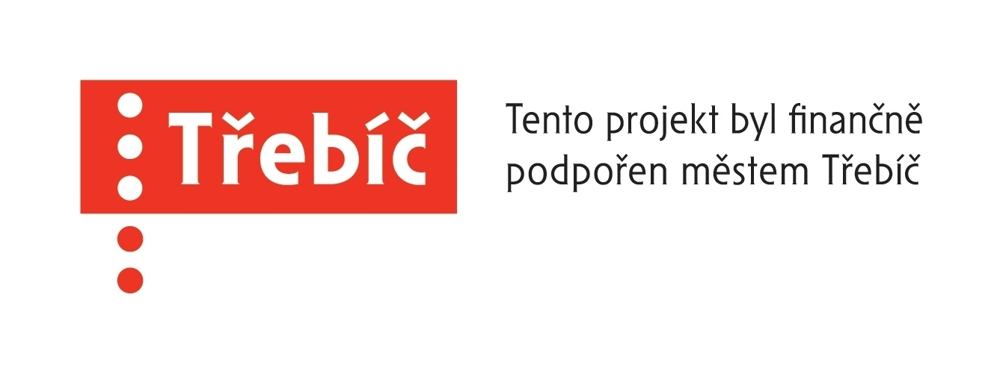 Třebíč
Tento projekt byl finančně
podpořen městem Třebíč